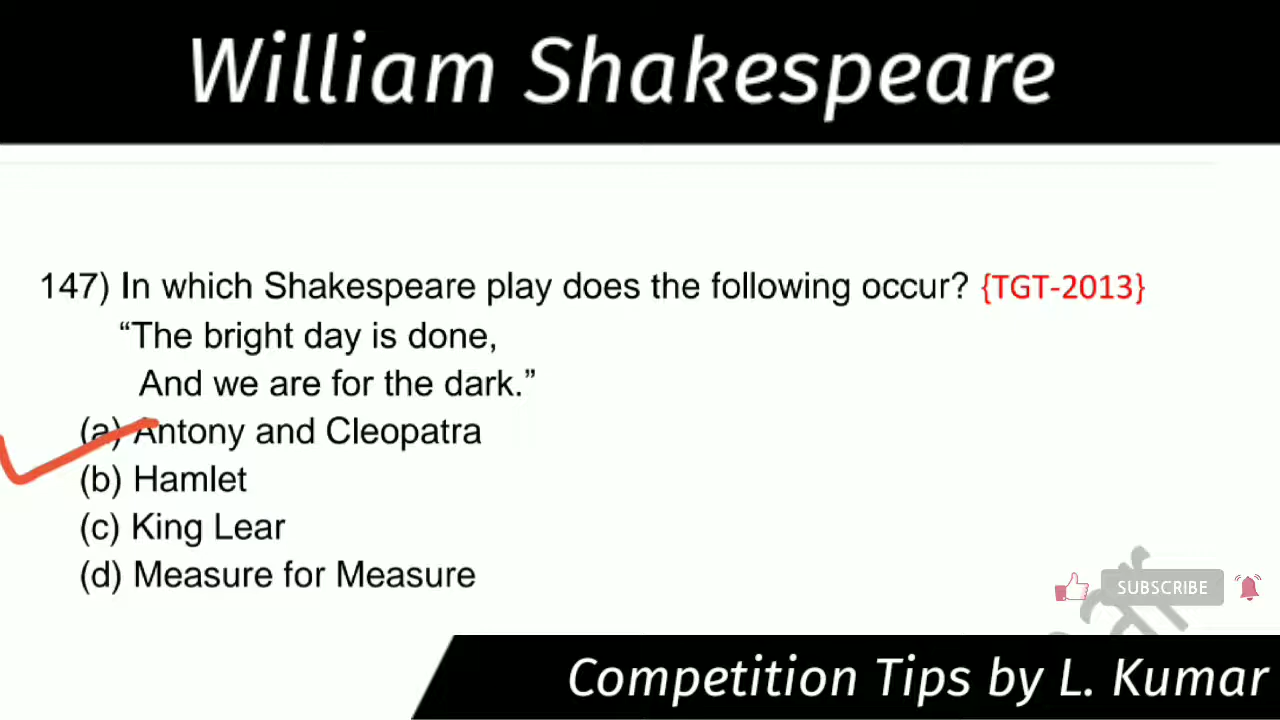 William Shakespeare
147) In which Shakespeare play does the following occur? {TGT-2013}
“The bright day is done,
And we are for the dark.”
(a) Antony and Cleopatra
(b) Hamlet
(c) King Lear
(d) Measure for Measure
SUBSCRIBE
Competition Tips by L. Kumar